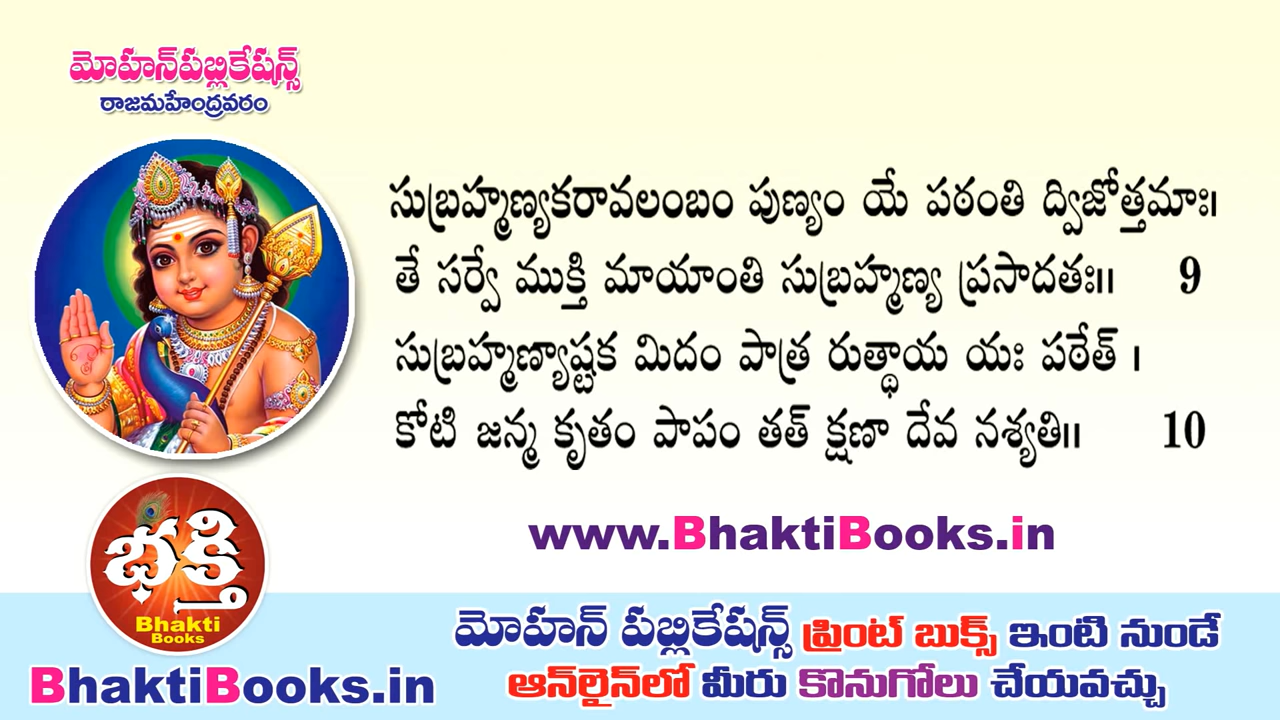 మోహన్‌పబ్లికేషన్స్
రాజమహేంద్రవరం
సుబ్రహ్మణ్యకరావలంబం పుణ్యం యే పఠంతి ద్విజోత్తమాః।
తే సర్వే ముక్తి మాయాంతి సుబ్రహ్మణ్య ప్రసాదతః।। 9
సుబ్రహ్మణ్యాష్టక మిదం పాత్ర రుత్థాయ యః పఠేత్ ।
కోటి జన్మ కృతం పాపం తత్ క్షణా దేవ నశ్యతి।। 10
www.BhaktiBooks.in
భక్తి
Bhakti
Books
BhaktiBooks.in
మోహన్ పబ్లికేషన్స్ ప్రింట్ బుక్స్ ఇంటి నుండే
ఆన్‌లైన్‌లో మీరు కొనుగోలు చేయవచ్చు